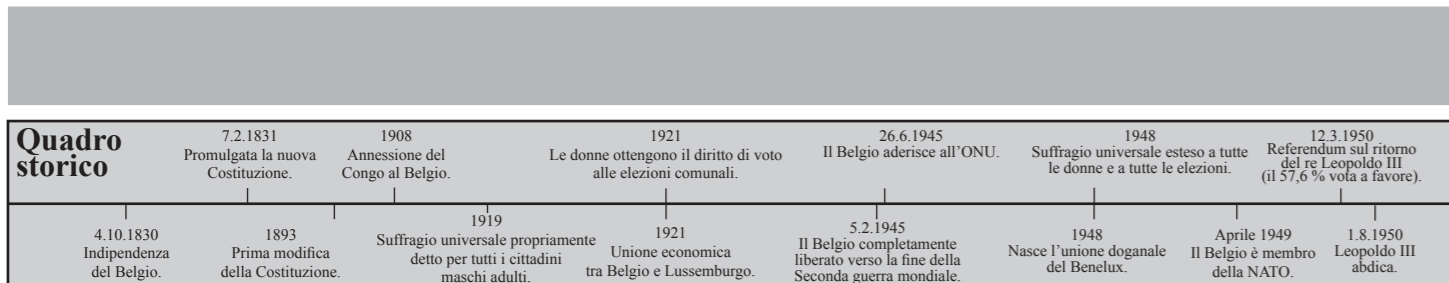 Quadro
storico
7.2.1831
Promulgata la nuova
Costituzione.
1908
Annessione del
Congo al Belgio.
1921
Le donne ottengono il diritto di voto
alle elezioni comunali.
26.6.1945
Il Belgio aderisce all’ONU.
1948
Suffragio universale esteso a tutte
le donne e a tutte le elezioni.
12.3.1950
Referendum sul ritorno
del re Leopoldo III
(il 57,6 % vota a favore).
4.10.1830
Indipendenza
del Belgio.
1893
Prima modifica
della Costituzione.
1919
Suffragio universale propriamente
detto per tutti i cittadini
maschi adulti.
1921
Unione economica
tra Belgio e Lussemburgo.
5.2.1945
Il Belgio completamente
liberato verso la fine della
Seconda guerra mondiale.
1948
Nasce l’unione doganale
del Benelux.
Aprile 1949
Il Belgio è membro
della NATO.
1.8.1950
Leopoldo III
abdica.